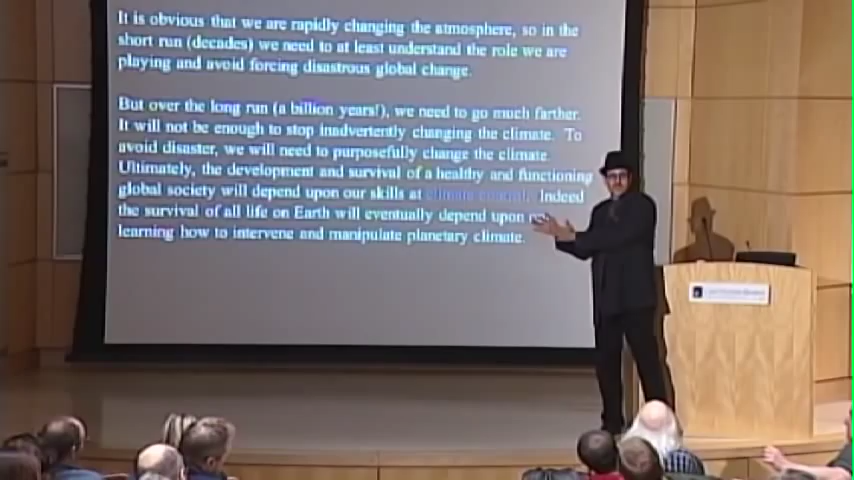 It is obvious that we are rapidly changing the atmosphere, so in the
short run (decades) we need to at least understand the role we are
playing and avoid forcing disastrous global change.
But over the long run (a billion years!), we need to go much farther.
It will not be enough to stop inadvertently changing the climate. To
avoid disaster, we will need to purposefully change the climate.
Ultimately, the development and survival of a healthy and functioning
global society will depend upon our skills at climate control. Indeed
the survival of all life on Earth will eventually depend upon
learning how to intervene and manipulate planetary climate.